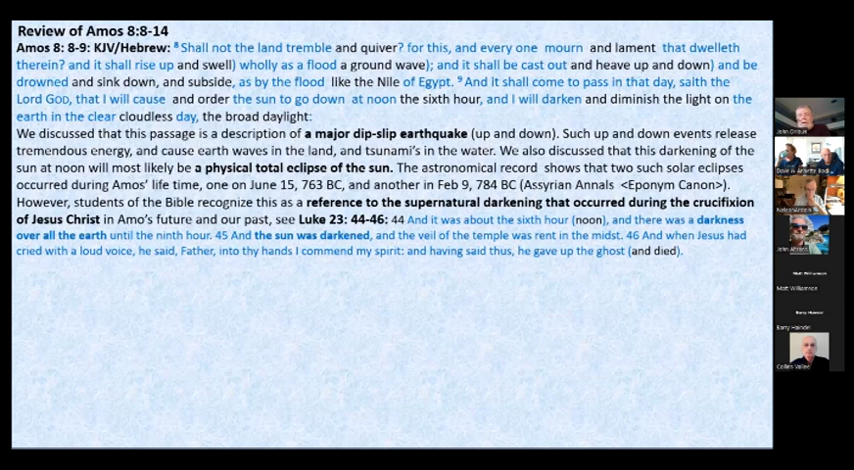 Review of Amos 8:8-14
Amos 8: 8-9: KJV/Hebrew: 8 Shall not the land tremble and quiver? for this, and every one mourn and lament that dwelleth
therein? and it shall rise up and swell) wholly as a flood a ground wave); and it shall be cast out and heave up and down) and be
drowned and sink down, and subside, as by the flood like the Nile of Egypt. 9 And it shall come to pass in that day, saith the
Lord GOD, that I will cause and order the sun to go down at noon the sixth hour, and I will darken and diminish the light on the
earth in the clear cloudless day, the broad daylight:
We discussed that this passage is a description of a major dip-slip earthquake (up and down). Such up and down events release
tremendous energy, and cause earth waves in the land, and tsunami's in the water. We also discussed that this darkening of the
sun at noon will most likely be a physical total eclipse of the sun. The astronomical record shows that two such solar eclipses
occurred during Amos' life time, one on June 15, 763 BC, and another in Feb 9, 784 BC (Assyrian Annals <Eponym Canon>).
However, students of the Bible recognize this as a reference to the supernatural darkening that occurred during the crucifixion
of Jesus Christ in Amo's future and our past, see Luke 23: 44-46: 44 And it was about the sixth hour (noon), and there was a darkness
over all the earth until the ninth hour. 45 And the sun was darkened, and the veil of the temple was rent in the midst. 46 And when Jesus had
cried with a loud voice, he said, Father, into thy hands I commend my spirit: and having said thus, he gave up the ghost (and died).
John
Dave
John
Matt Williamson
Matt Williamson
Barry Haindel
Barry Haindel
Collins Vallee